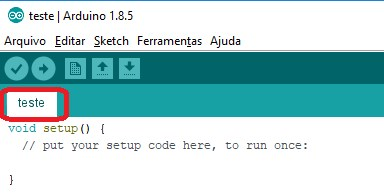 teste | Arduino 1.8.5
Arquivo Editar Sketch Ferramentas Ajuda
teste
void setup() {
// put your setup code here, to run once:
}